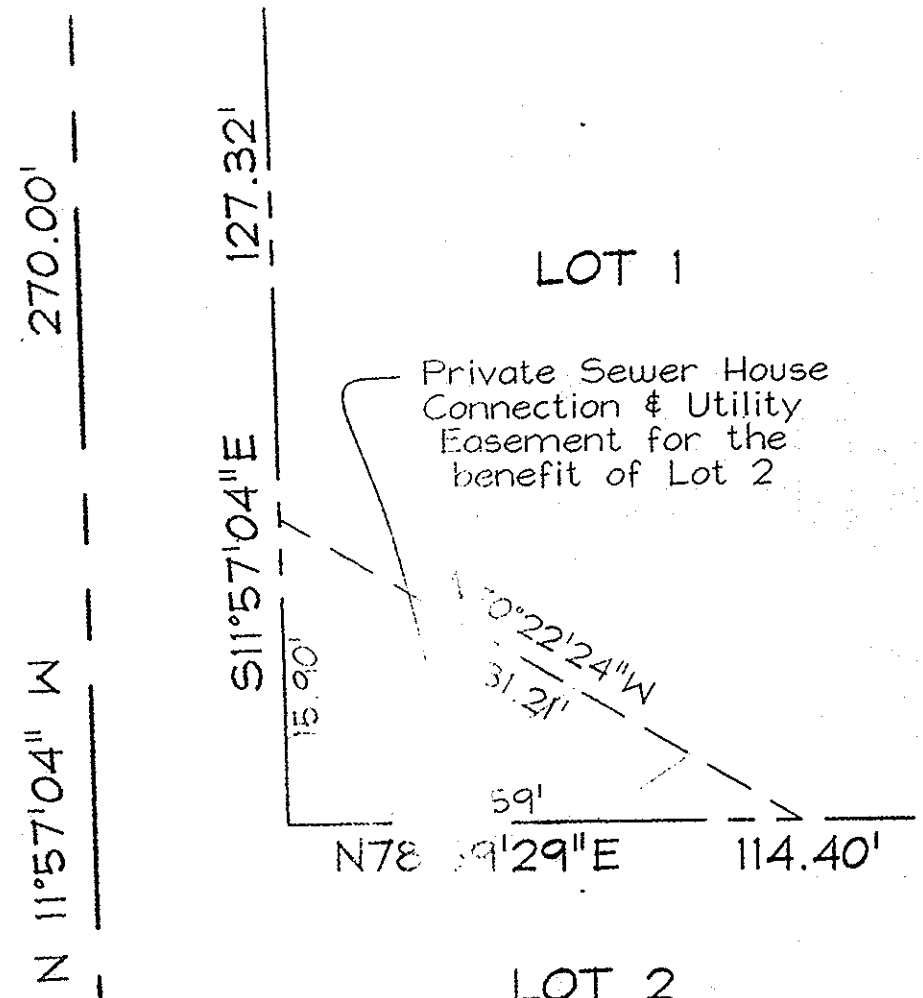 270.00'
N 11°57'04" W
127.32'
S11°57'04"E
LOT 1
Private Sewer House
Connection & Utility
Easement for the
benefit of Lot 2
0°22'24"W
31.21'
15.90'
59'
N78 9'29"E 114.40'
LOT 2